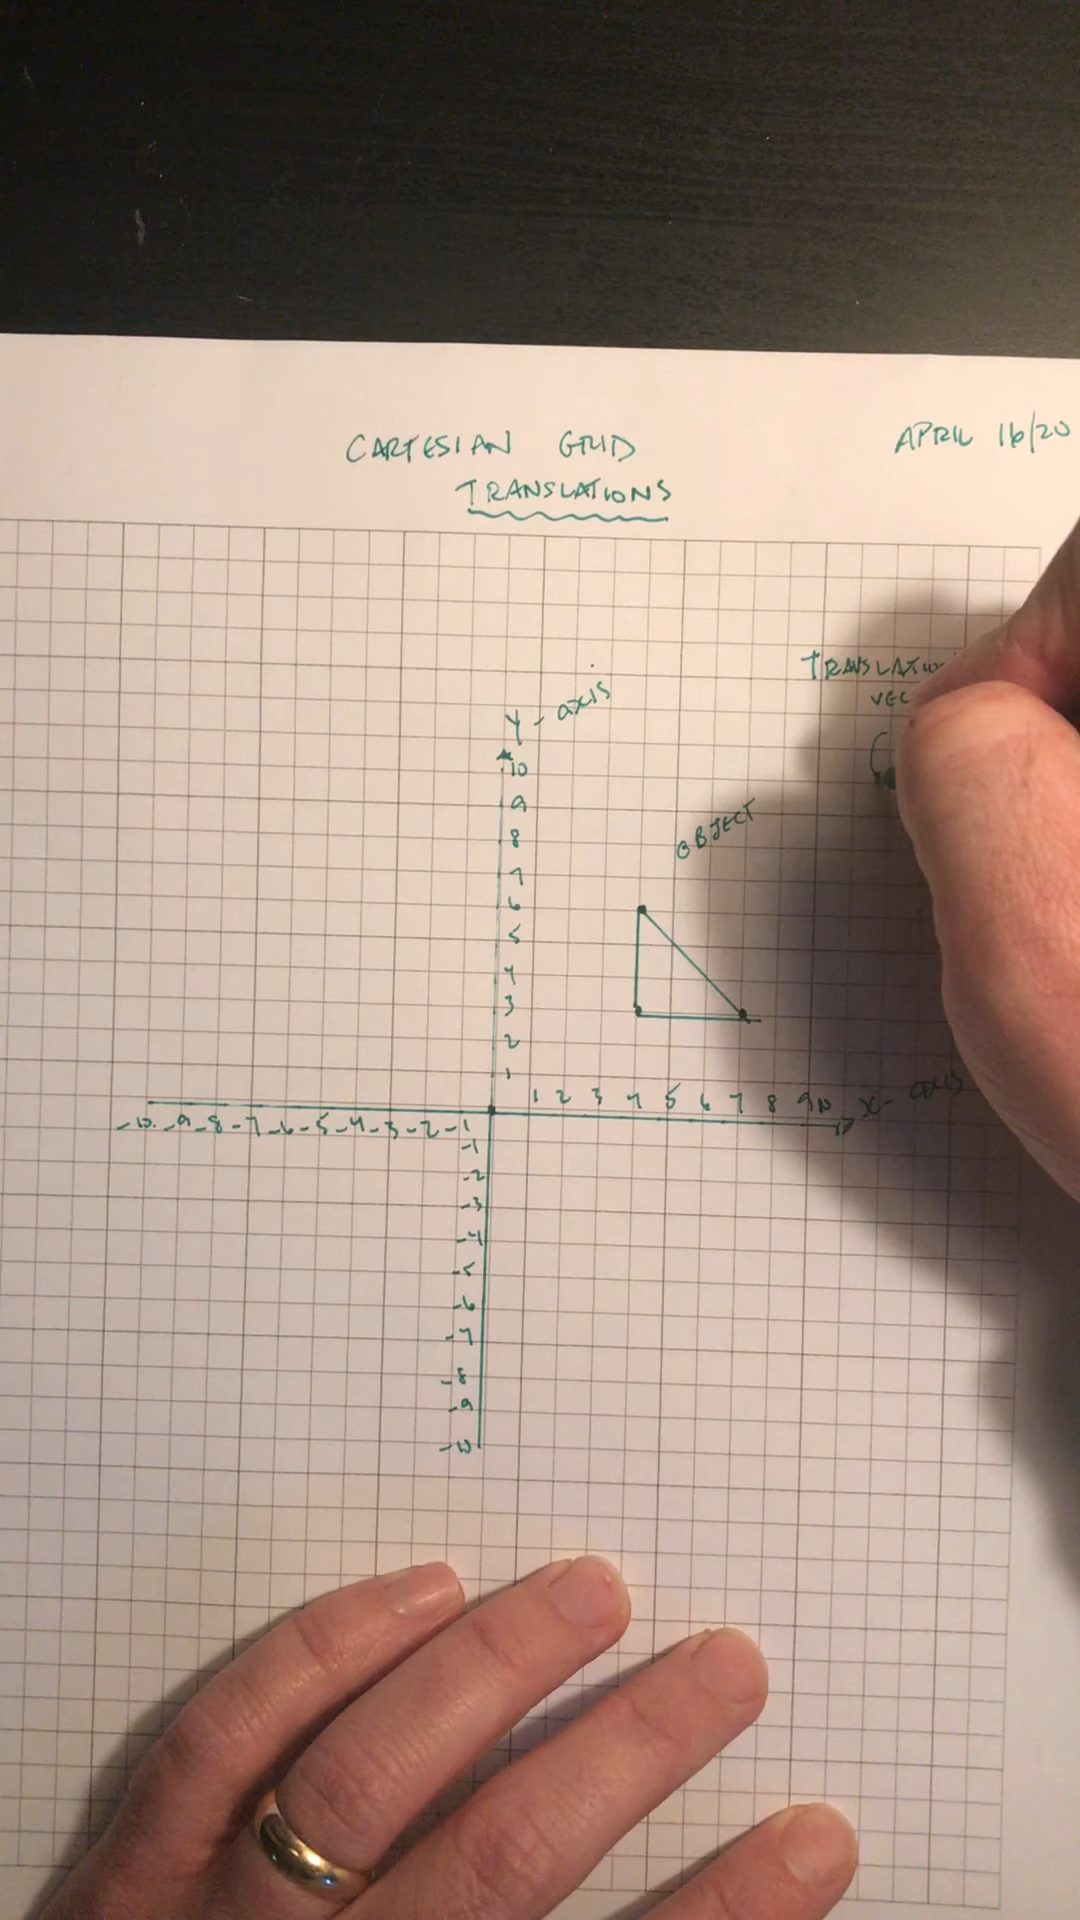 CARTESIAN GRID
TRANSLATIONS
APRIL 16/20
Y - axis
10
9
8
7
6
5
4
3
2
1
OBJECT
1 2 3 4 5 6 7 8 9 10 x - axis
-10 -9 -8 -7 -6 -5 -4 -3 -2 -1
-1
-2
-3
-4
-5
-6
-7
-8
-9
-10